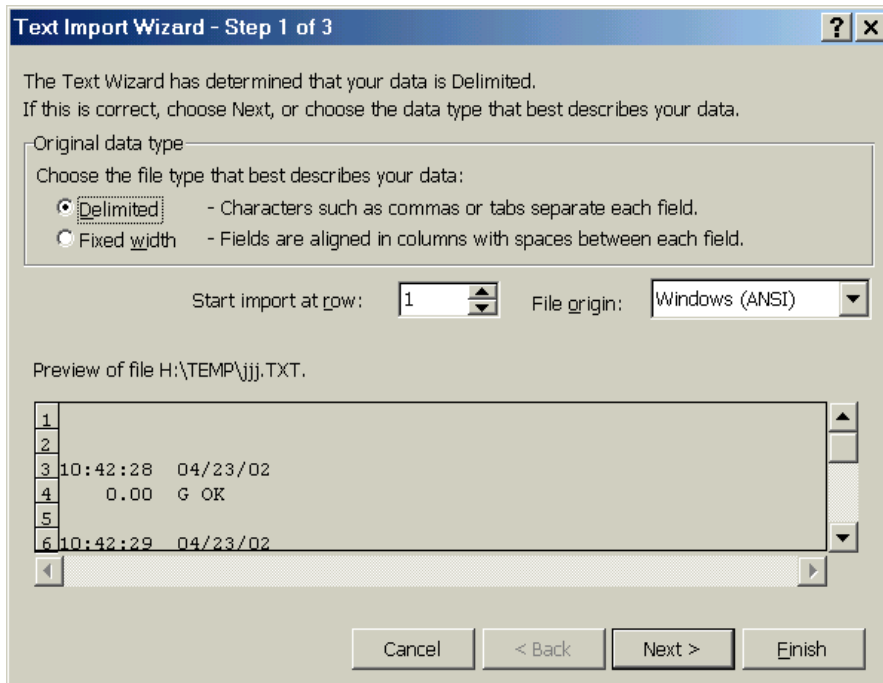 Text Import Wizard - Step 1 of 3
The Text Wizard has determined that your data is Delimited.
If this is correct, choose Next, or choose the data type that best describes your data.
Original data type
Choose the file type that best describes your data:
Delimited - Characters such as commas or tabs separate each field.
Fixed width - Fields are aligned in columns with spaces between each field.
Start import at row: 1 File origin: Windows (ANSI)
Preview of file H:\TEMP\jjj.TXT.
1
2
3 10:42:28 04/23/02
4 0.00 G OK
5
6 10:42:29 04/23/02
Cancel < Back Next > Finish